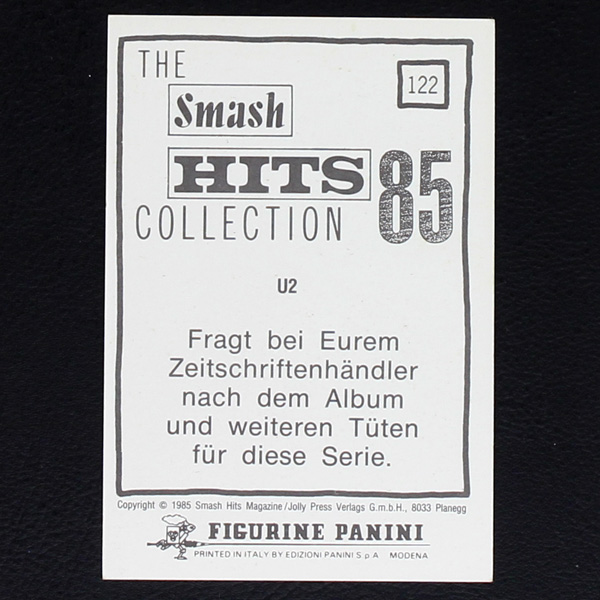 THE
Smash
122
HITS 85
COLLECTION
U2
Fragt bei Eurem
Zeitschriftenhändler
nach dem Album
und weiteren Tüten
für diese Serie.
Copyright © 1985 Smash Hits Magazine/Jolly Press Verlags G.m.b.H., 8033 Planegg
FIGURINE PANINI
PRINTED IN ITALY BY EDIZIONI PANINI S.p.A. MODENA